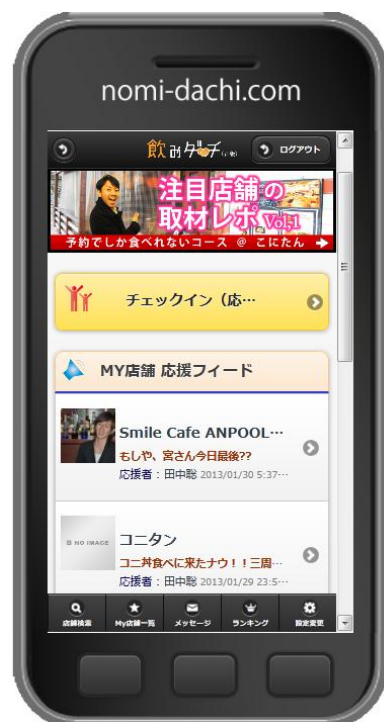 nomi-dachi.com
飲みダチ ログアウト
注目店舗の
取材レポ Vol,1
予約でしか食べれないコース @ こにたん
チェックイン（応…
MY店舗 応援フィード
Smile Cafe ANPOOL…
もしや、宮さん今日最後??
応援者：田中聡 2013/01/30 5:37…
NO IMAGE
コニタン
コニ丼食べに来たナウ！！三周…
応援者：田中聡 2013/01/29 23:5…
店舗検索 My店舗一覧 メッセージ ランキング 設定変更